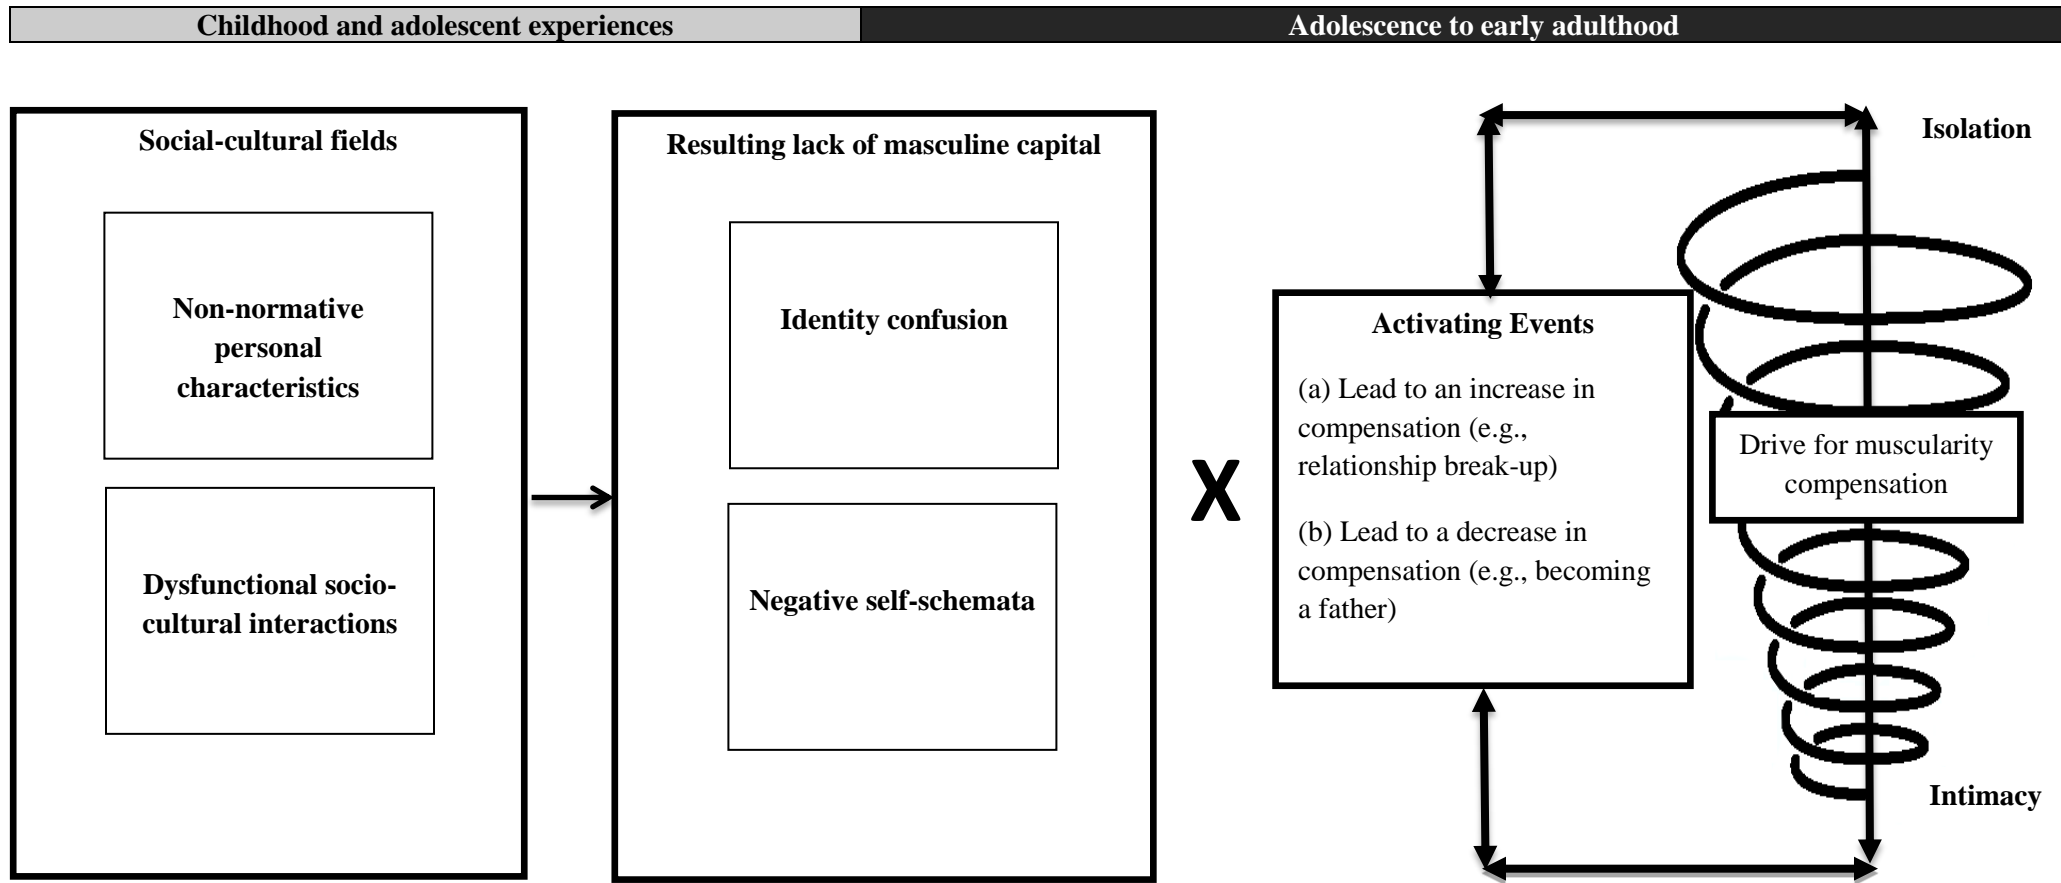 Childhood and adolescent experiences
Adolescence to early adulthood
Social-cultural fields
Non-normative
personal
characteristics
Dysfunctional socio-
cultural interactions
Resulting lack of masculine capital
Identity confusion
Negative self-schemata
X
Activating Events
(a) Lead to an increase in
compensation (e.g.,
relationship break-up)
(b) Lead to a decrease in
compensation (e.g., becoming
a father)
Isolation
Drive for muscularity
compensation
Intimacy